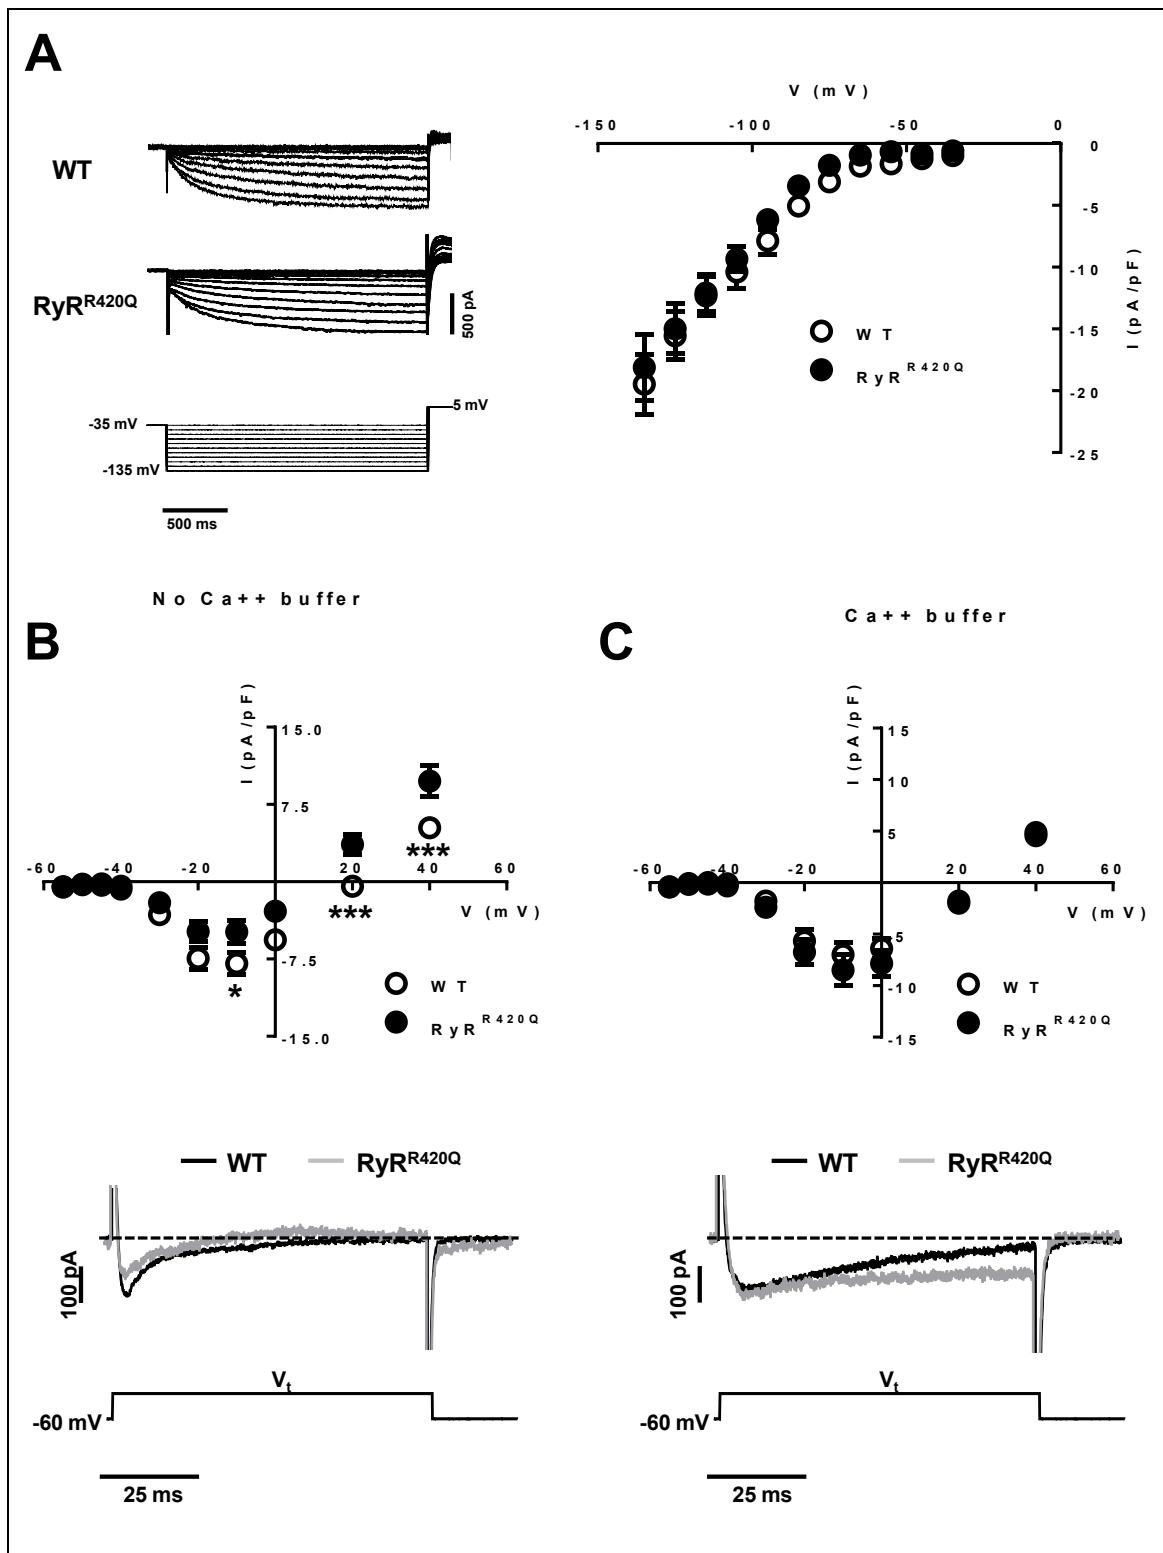 A
WT
RyR^R420Q
500 pA
-35 mV
5 mV
-135 mV
500 ms
V (mV)
-150 -100 -50 0
0
-5
-10
-15
-20
-25
I (pA/pF)
WT
RyR^R420Q
No Ca++ buffer
B
I (pA/pF)
15.0
7.5
-60 -40 -20 20 40 60
V (mV)
***
***
*
-7.5
-15.0
WT
RyR^R420Q
WT RyR^R420Q
100 pA
V_t
-60 mV
25 ms
Ca++ buffer
C
I (pA/pF)
15
10
5
-60 -40 -20 20 40 60
V (mV)
-5
-10
-15
WT
RyR^R420Q
WT RyR^R420Q
100 pA
V_t
-60 mV
25 ms